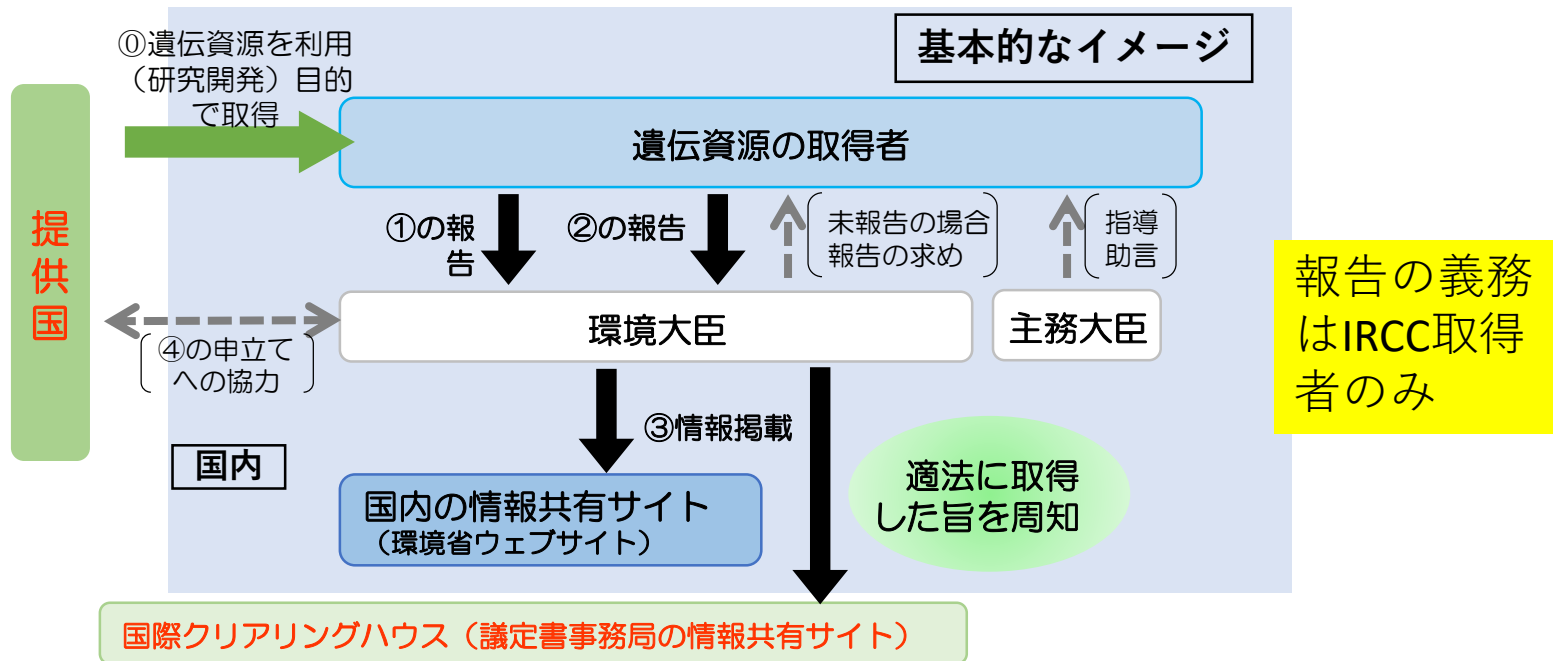 基本的なイメージ
⓪遺伝資源を利用
（研究開発）目的
で取得
提
供
国
遺伝資源の取得者
①の報
告
②の報告
未報告の場合
報告の求め
指導
助言
環境大臣
主務大臣
④の申立て
への協力
③情報掲載
国内
国内の情報共有サイト
（環境省ウェブサイト）
適法に取得
した旨を周知
国際クリアリングハウス（議定書事務局の情報共有サイト）
報告の義務
はIRCC取得
者のみ